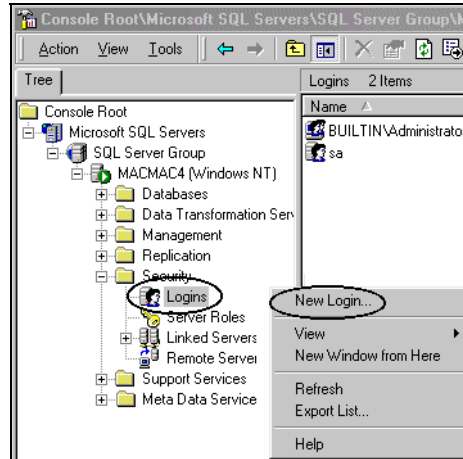 Console Root\Microsoft SQL Servers\SQL Server Group\
Action View Tools
Tree
Logins 2 Items
Console Root
Name
Microsoft SQL Servers
BUILTIN\Administrato
SQL Server Group
sa
MACMAC4 (Windows NT)
Databases
Data Transformation Serv
Management
Replication
Security
Logins
New Login...
Server Roles
Linked Servers
View
Remote Server
New Window from Here
Support Services
Refresh
Meta Data Service
Export List...
Help